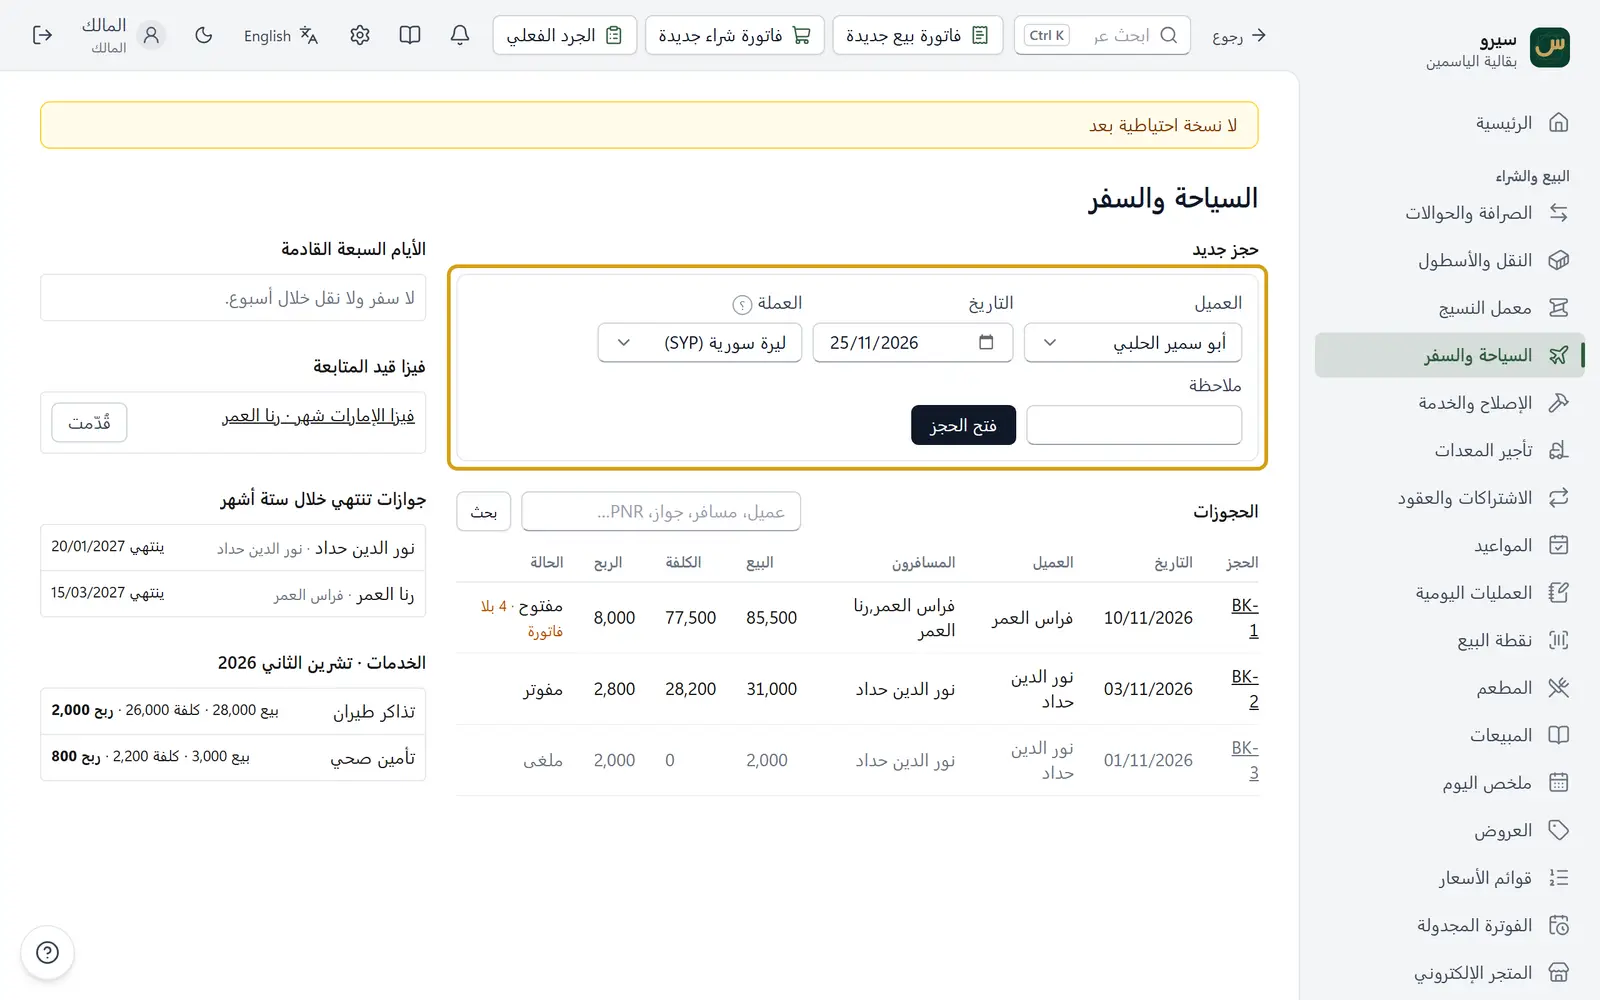 سيرو
بقالية الياسمين
رجوع
ابحث عر
Ctrl K
فاتورة بيع جديدة
فاتورة شراء جديدة
الجرد الفعلي
English
المالك
المالك
الرئيسية
البيع والشراء
الصرافة والحوالات
النقل والأسطول
معمل النسيج
السياحة والسفر
الإصلاح والخدمة
تأجير المعدات
الاشتراكات والعقود
المواعيد
العمليات اليومية
نقطة البيع
المطعم
المبيعات
ملخص اليوم
العروض
قوائم الأسعار
الفوترة المجدولة
المتجر الإلكتروني
لا نسخة احتياطية بعد
السياحة والسفر
حجز جديد
العميل
التاريخ
العملة ؟
أبو سمير الحلبي
25/11/2026
ليرة سورية (SYP)
ملاحظة
فتح الحجز
الحجوزات
عميل، مسافر، جواز، PNR...
بحث
الحجز التاريخ العميل المسافرون البيع الكلفة الربح الحالة
BK-1 10/11/2026 فراس العمر فراس العمر,رنا العمر 85,500 77,500 8,000 مفتوح · 4 بلا فاتورة
BK-2 03/11/2026 نور الدين حداد نور الدين حداد 31,000 28,200 2,800 مفوتر
BK-3 01/11/2026 نور الدين حداد نور الدين حداد 2,000 0 2,000 ملغى
الأيام السبعة القادمة
لا سفر ولا نقل خلال أسبوع.
فيزا قيد المتابعة
فيزا الإمارات شهر · رنا العمر
قُدّمت
جوازات تنتهي خلال ستة أشهر
نور الدين حداد · نور الدين حداد ينتهي 20/01/2027
رنا العمر · فراس العمر ينتهي 15/03/2027
الخدمات · تشرين الثاني 2026
تذاكر طيران بيع 28,000 · كلفة 26,000 · ربح 2,000
تأمين صحي بيع 3,000 · كلفة 2,200 · ربح 800